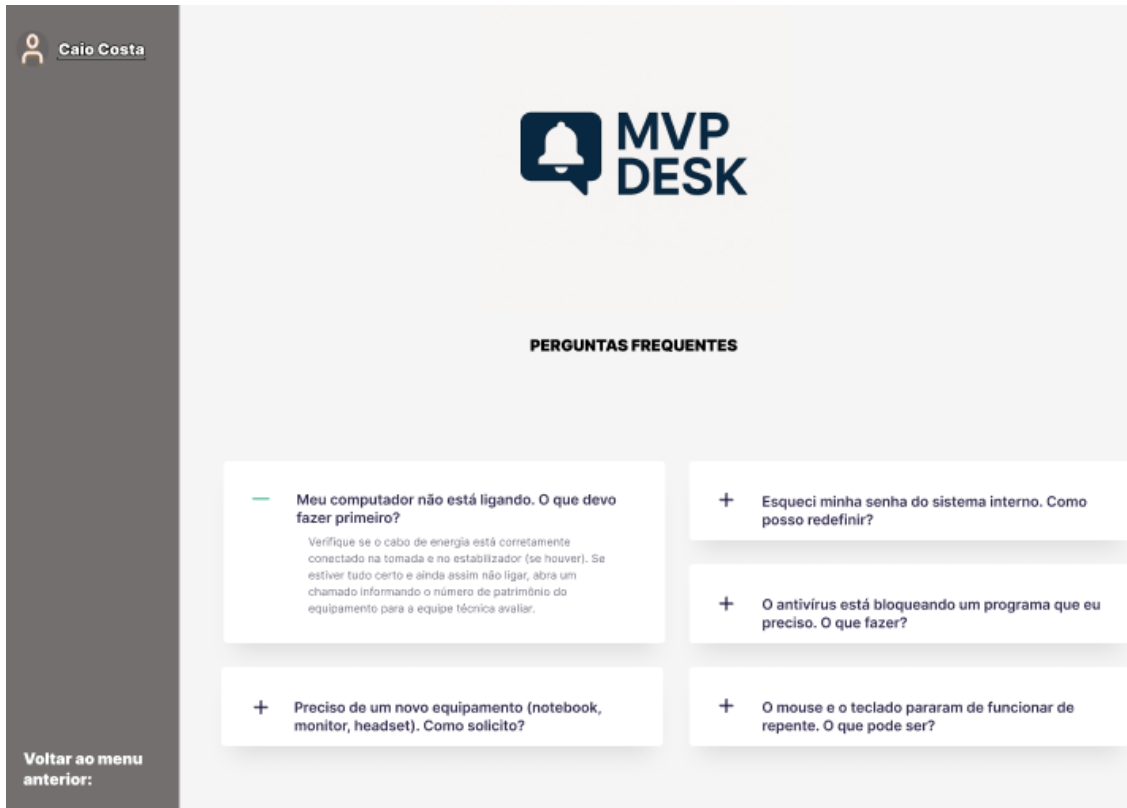 Caio Costa
MVP
DESK
PERGUNTAS FREQUENTES
Meu computador não está ligando. O que devo
fazer primeiro?
Verifique se o cabo de energia está corretamente
conectado na tomada e no estabilizador (se houver). Se
estiver tudo certo e ainda assim não ligar, abra um
chamado informando o número de patrimônio do
equipamento para a equipe técnica avaliar.
Preciso de um novo equipamento (notebook,
monitor, headset). Como solicito?
Esqueci minha senha do sistema interno. Como
posso redefinir?
O antivírus está bloqueando um programa que eu
preciso. O que fazer?
O mouse e o teclado pararam de funcionar de
repente. O que pode ser?
Voltar ao menu
anterior: